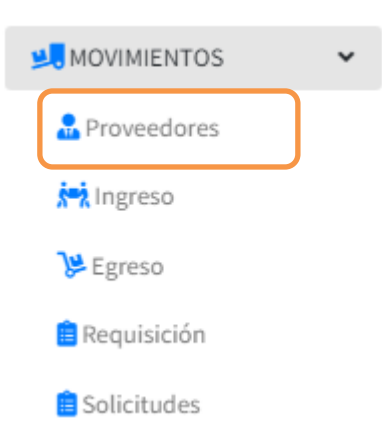 MOVIMIENTOS
Proveedores
Ingreso
Egreso
Requisición
Solicitudes